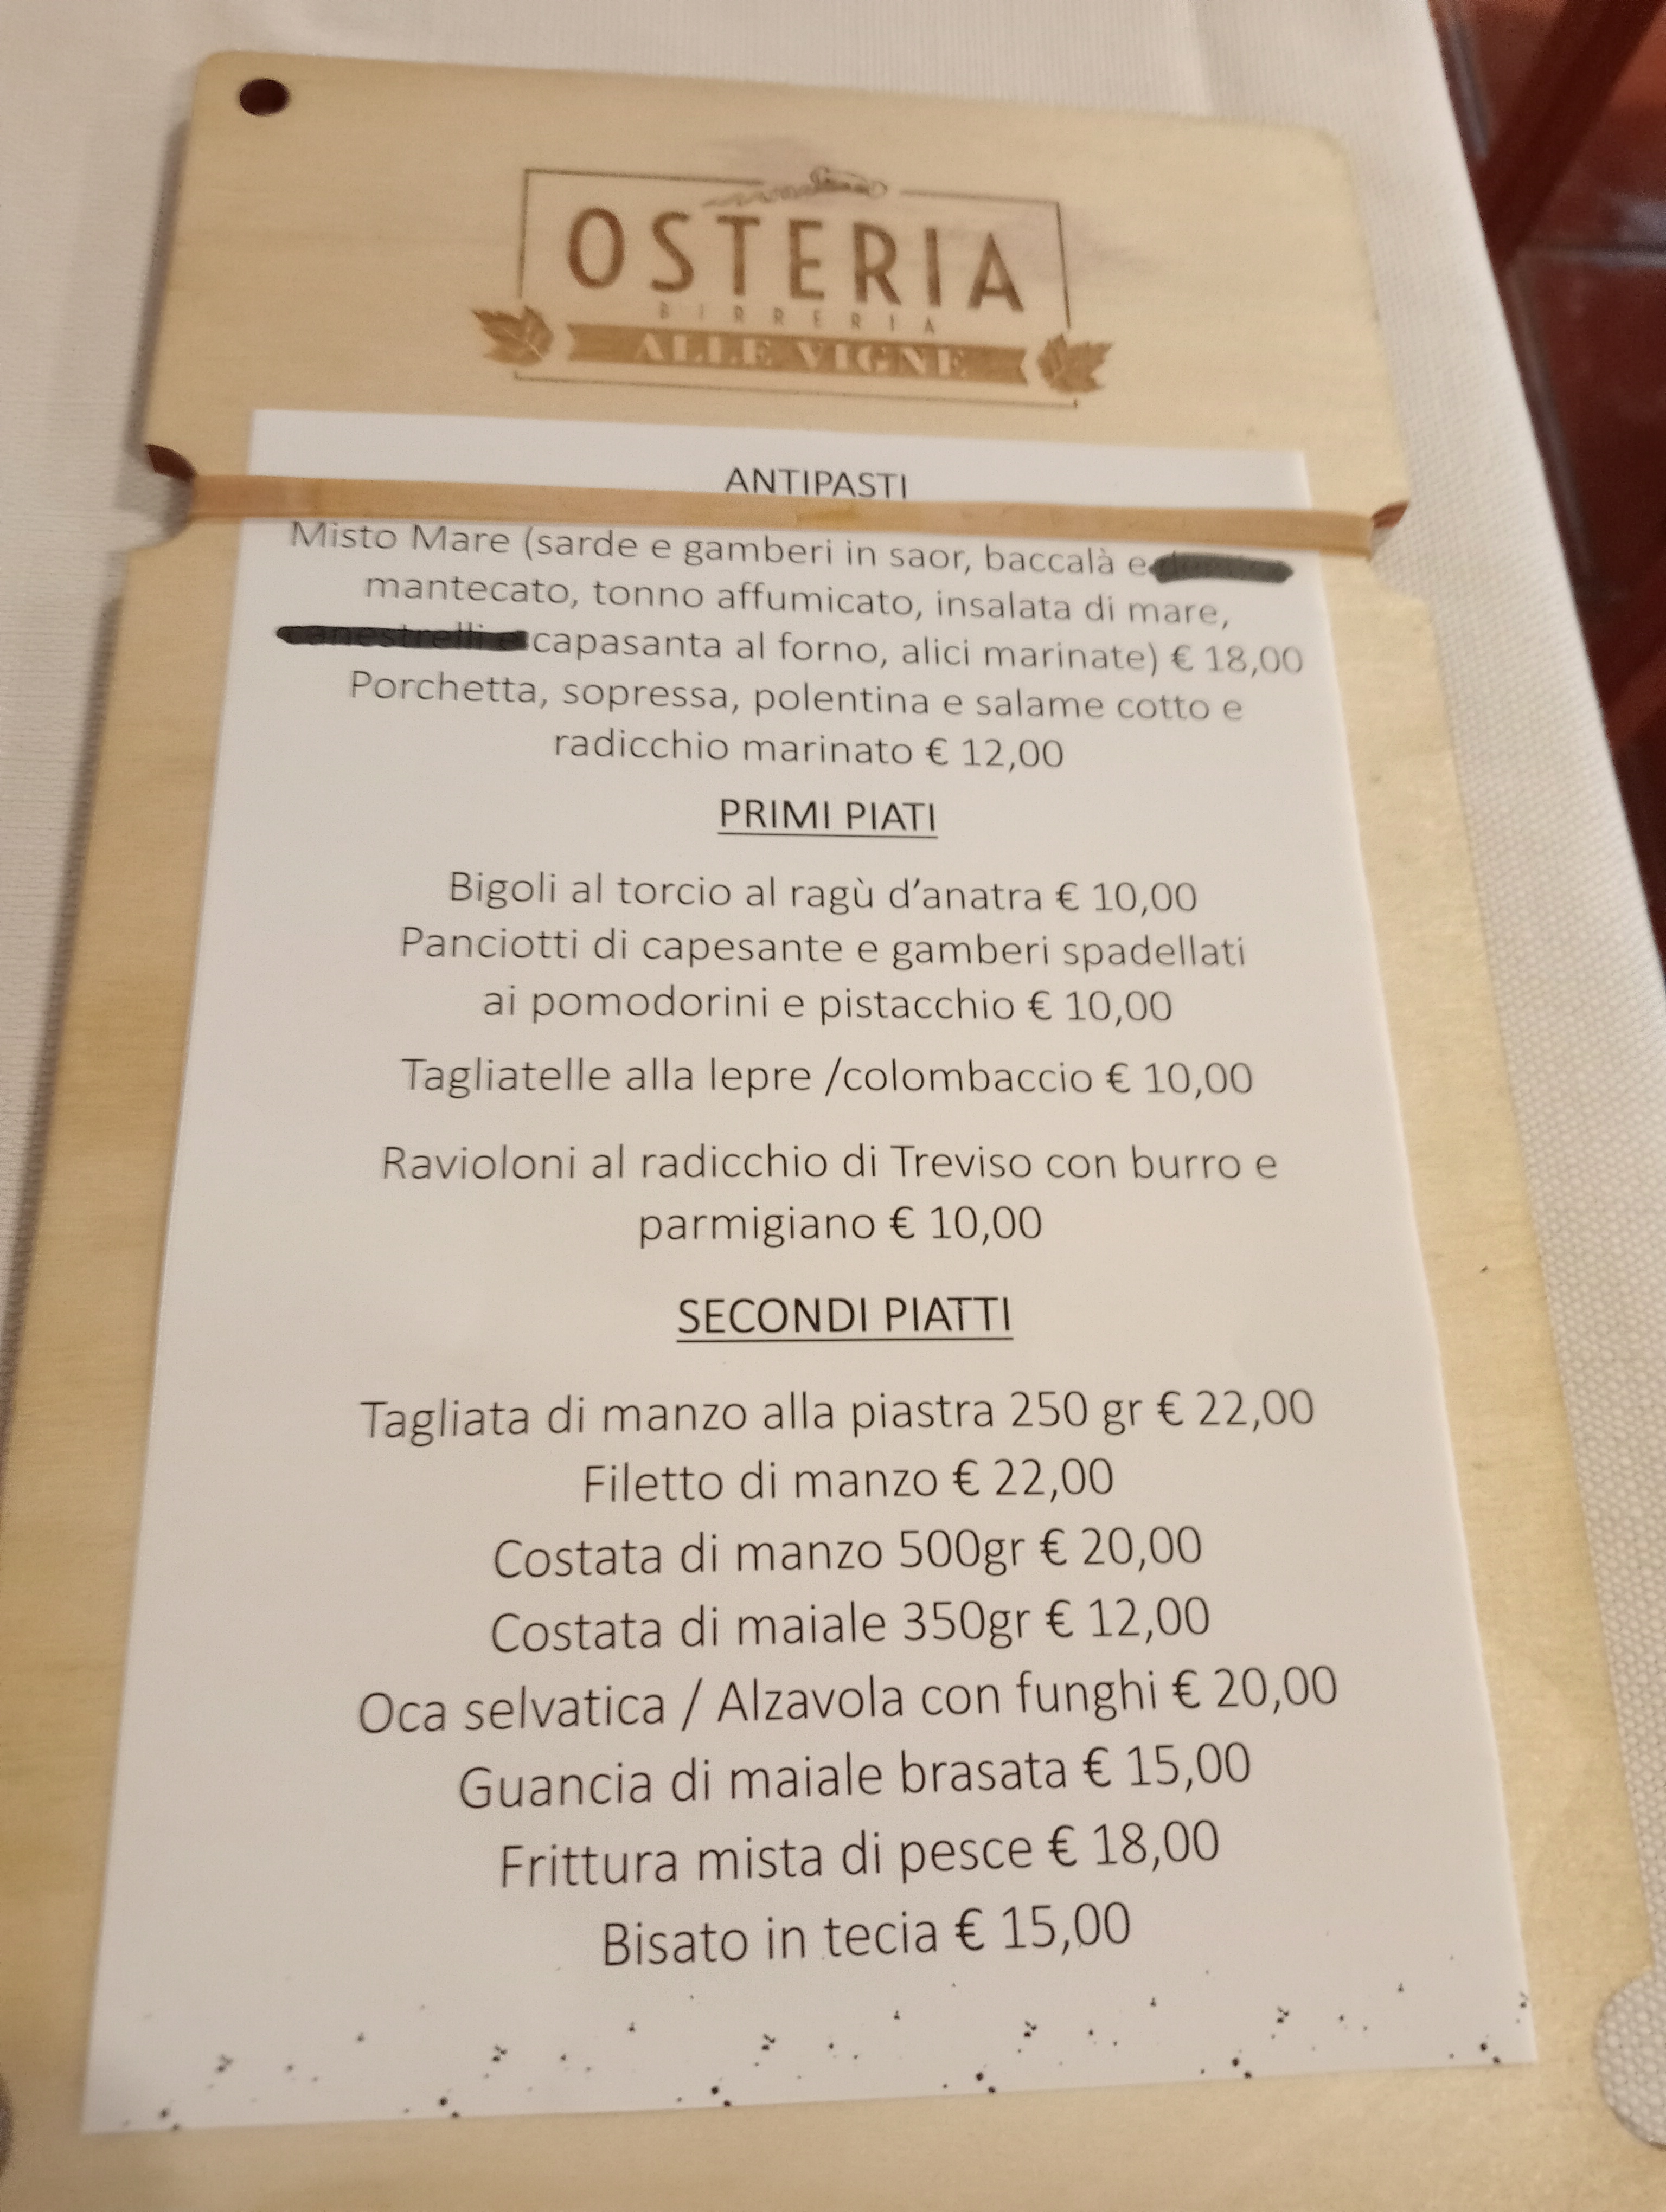 OSTERIA
BIRRERIA
ALLE VIGNE
ANTIPASTI
Misto Mare (sarde e gamberi in saor, baccalà e
mantecato, tonno affumicato, insalata di mare,
canestrelli e capasanta al forno, alici marinate) € 18,00
Porchetta, sopressa, polentina e salame cotto e
radicchio marinato € 12,00
PRIMI PIATI
Bigoli al torcio al ragù d’anatra € 10,00
Panciotti di capesante e gamberi spadellati
ai pomodorini e pistacchio € 10,00
Tagliatelle alla lepre /colombaccio € 10,00
Ravioloni al radicchio di Treviso con burro e
parmigiano € 10,00
SECONDI PIATTI
Tagliata di manzo alla piastra 250 gr € 22,00
Filetto di manzo € 22,00
Costata di manzo 500gr € 20,00
Costata di maiale 350gr € 12,00
Oca selvatica / Alzavola con funghi € 20,00
Guancia di maiale brasata € 15,00
Frittura mista di pesce € 18,00
Bisato in tecia € 15,00